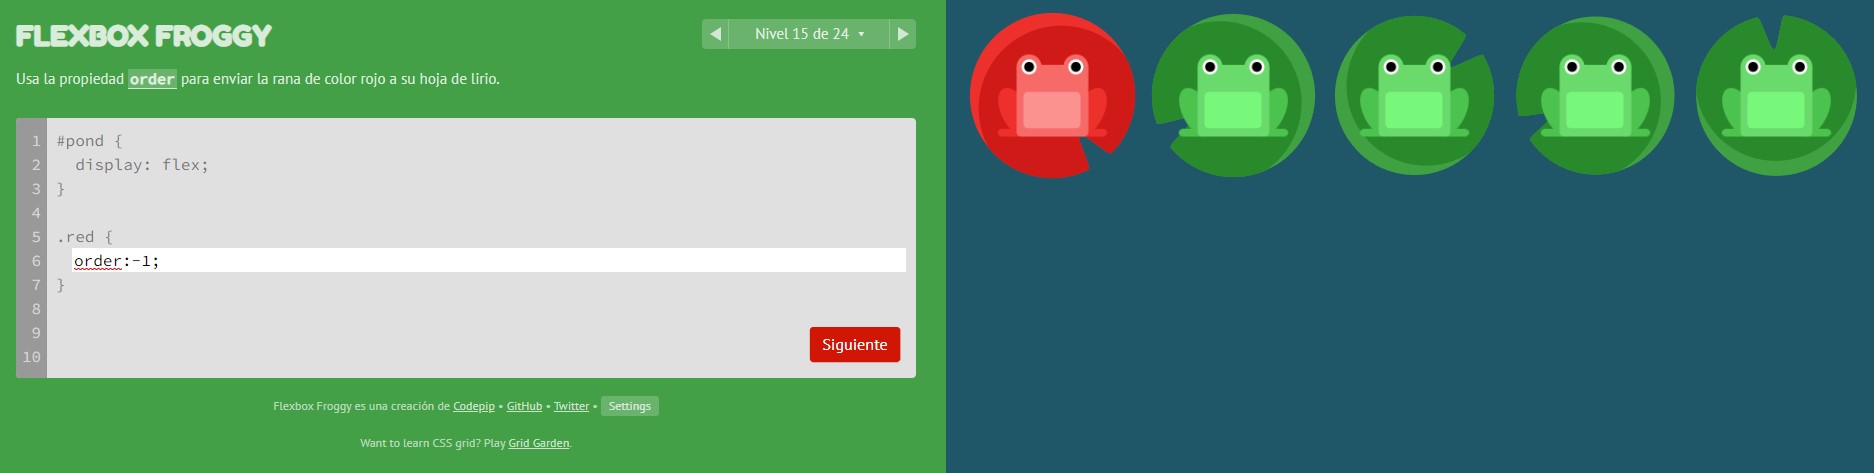 FLEXBOX FROGGY
Nivel 15 de 24
Usa la propiedad order para enviar la rana de color rojo a su hoja de lirio.
1 #pond {
2 display: flex;
3 }
4
5 .red {
6 order:-1;
7 }
8
9
10
Siguiente
Flexbox Froggy es una creación de Codepip • GitHub • Twitter • Settings
Want to learn CSS grid? Play Grid Garden.